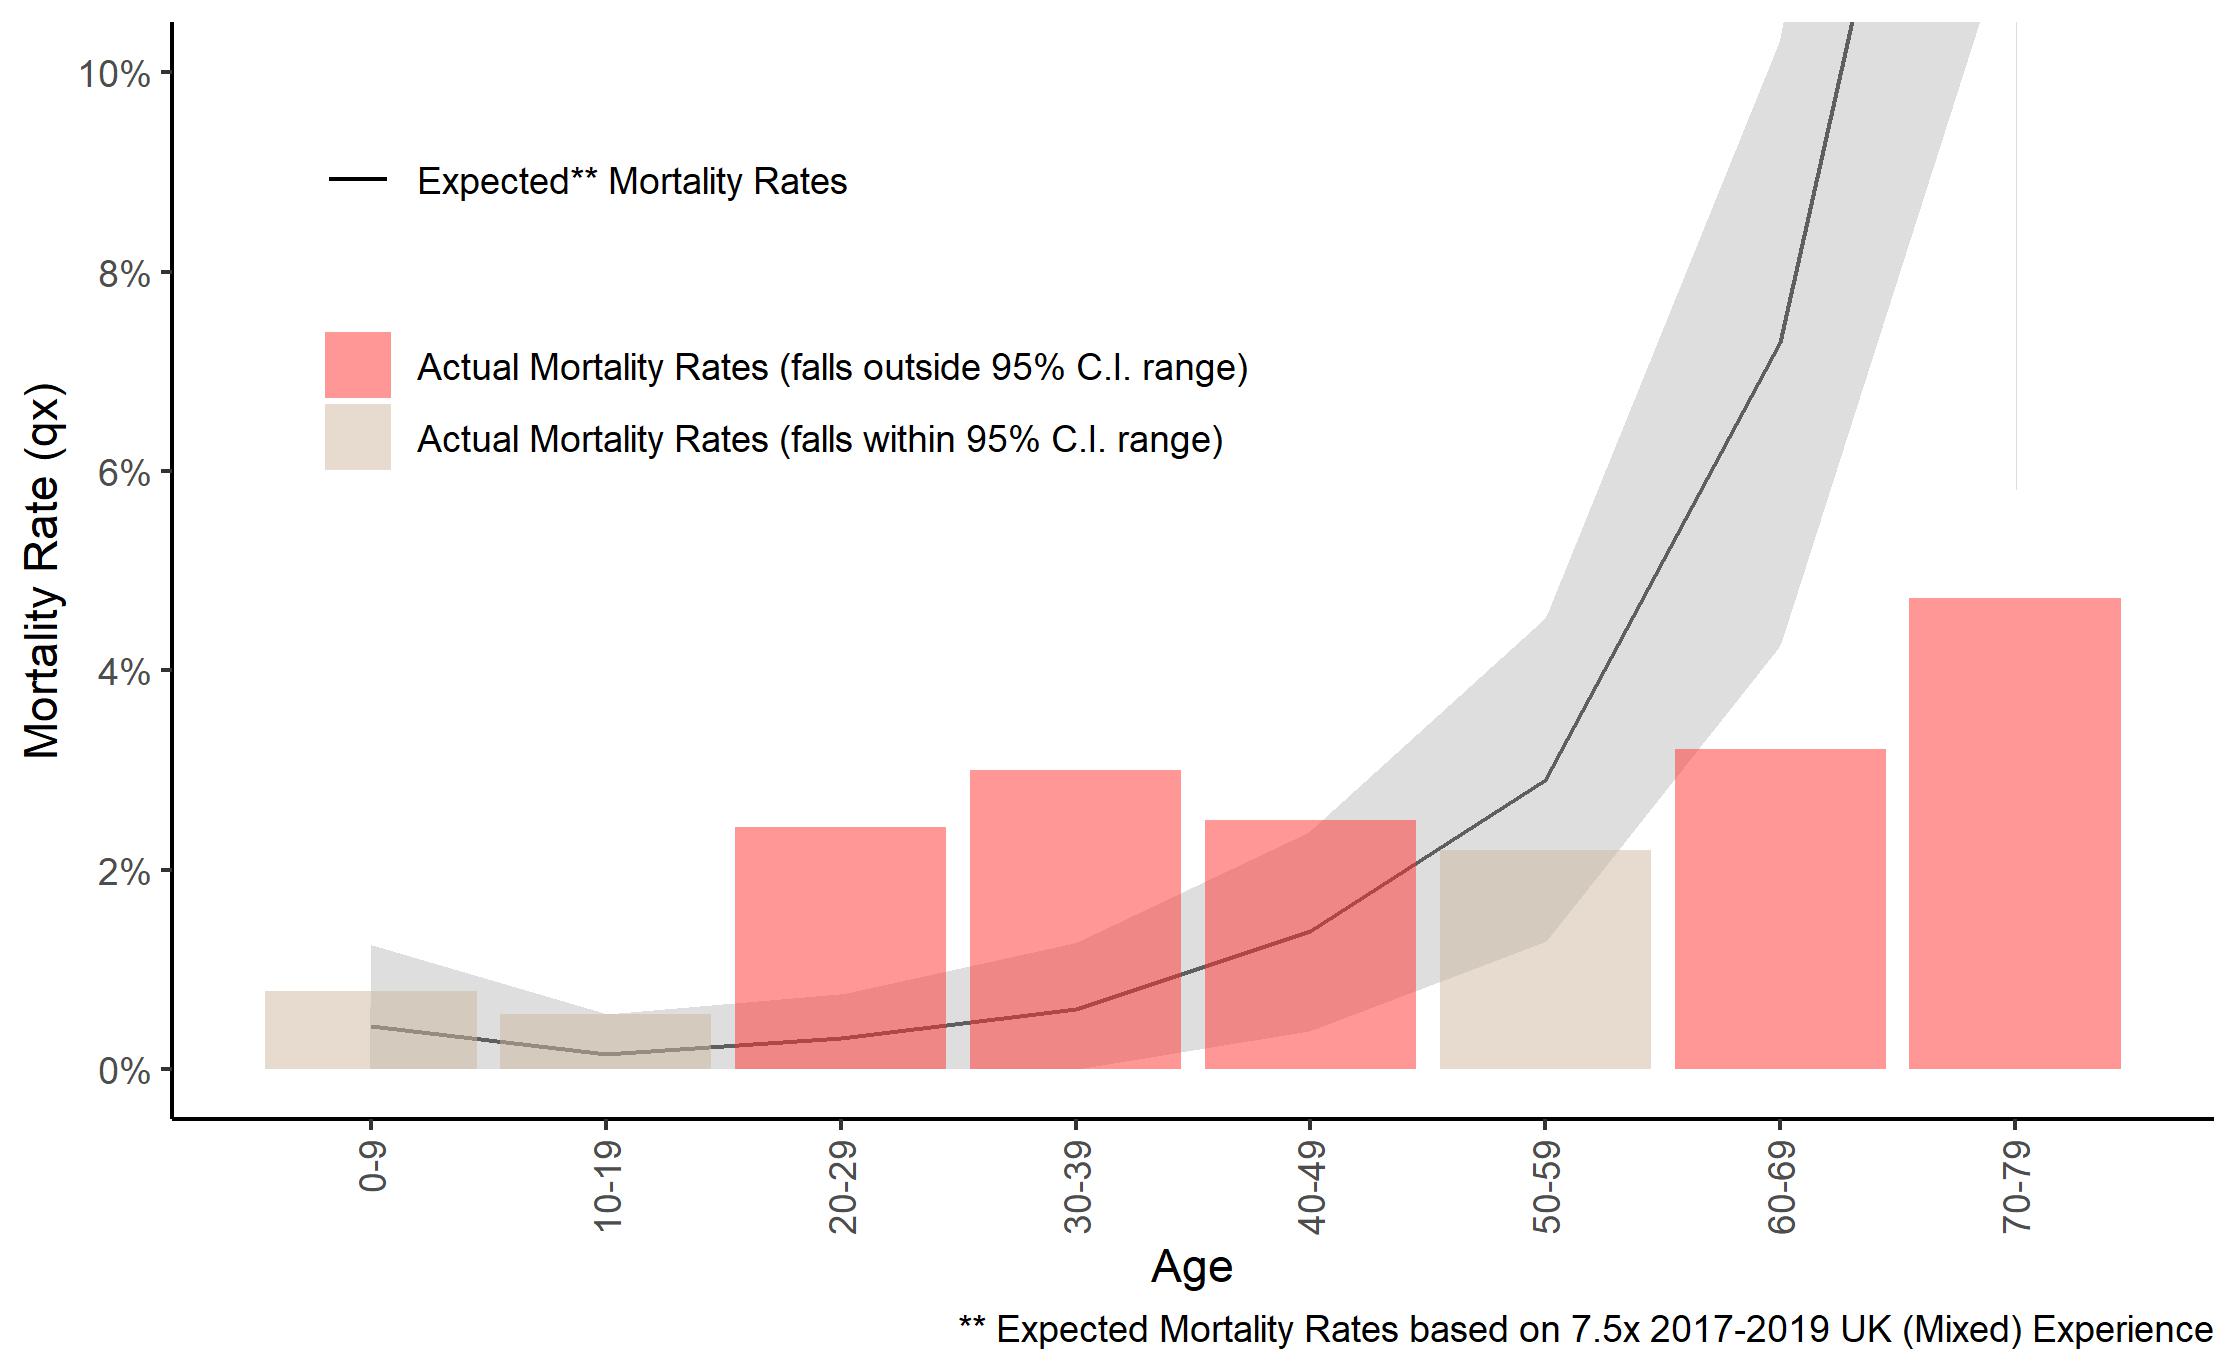 10%
8%
6%
4%
2%
0%
Mortality Rate (qx)
Expected** Mortality Rates
Actual Mortality Rates (falls outside 95% C.I. range)
Actual Mortality Rates (falls within 95% C.I. range)
0-9
10-19
20-29
30-39
40-49
50-59
60-69
70-79
Age
** Expected Mortality Rates based on 7.5x 2017-2019 UK (Mixed) Experience